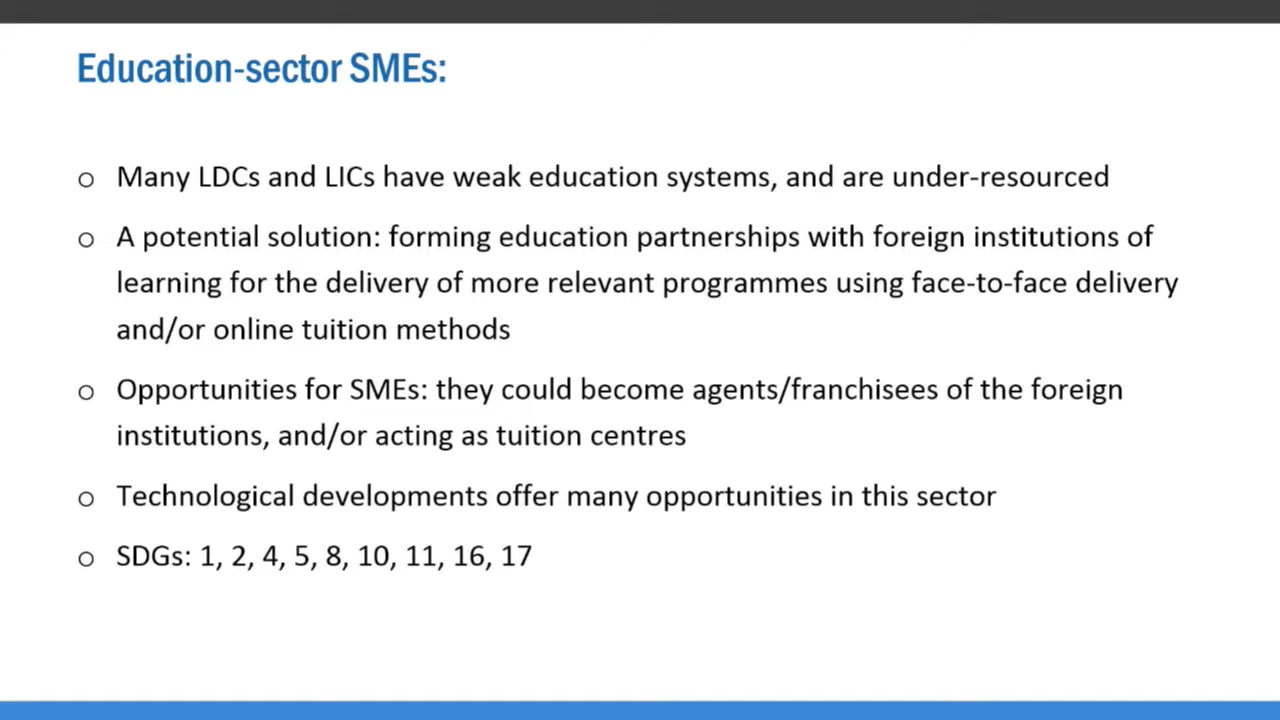 Education-sector SMEs:
o Many LDCs and LICs have weak education systems, and are under-resourced
o A potential solution: forming education partnerships with foreign institutions of
learning for the delivery of more relevant programmes using face-to-face delivery
and/or online tuition methods
o Opportunities for SMEs: they could become agents/franchisees of the foreign
institutions, and/or acting as tuition centres
o Technological developments offer many opportunities in this sector
o SDGs: 1, 2, 4, 5, 8, 10, 11, 16, 17